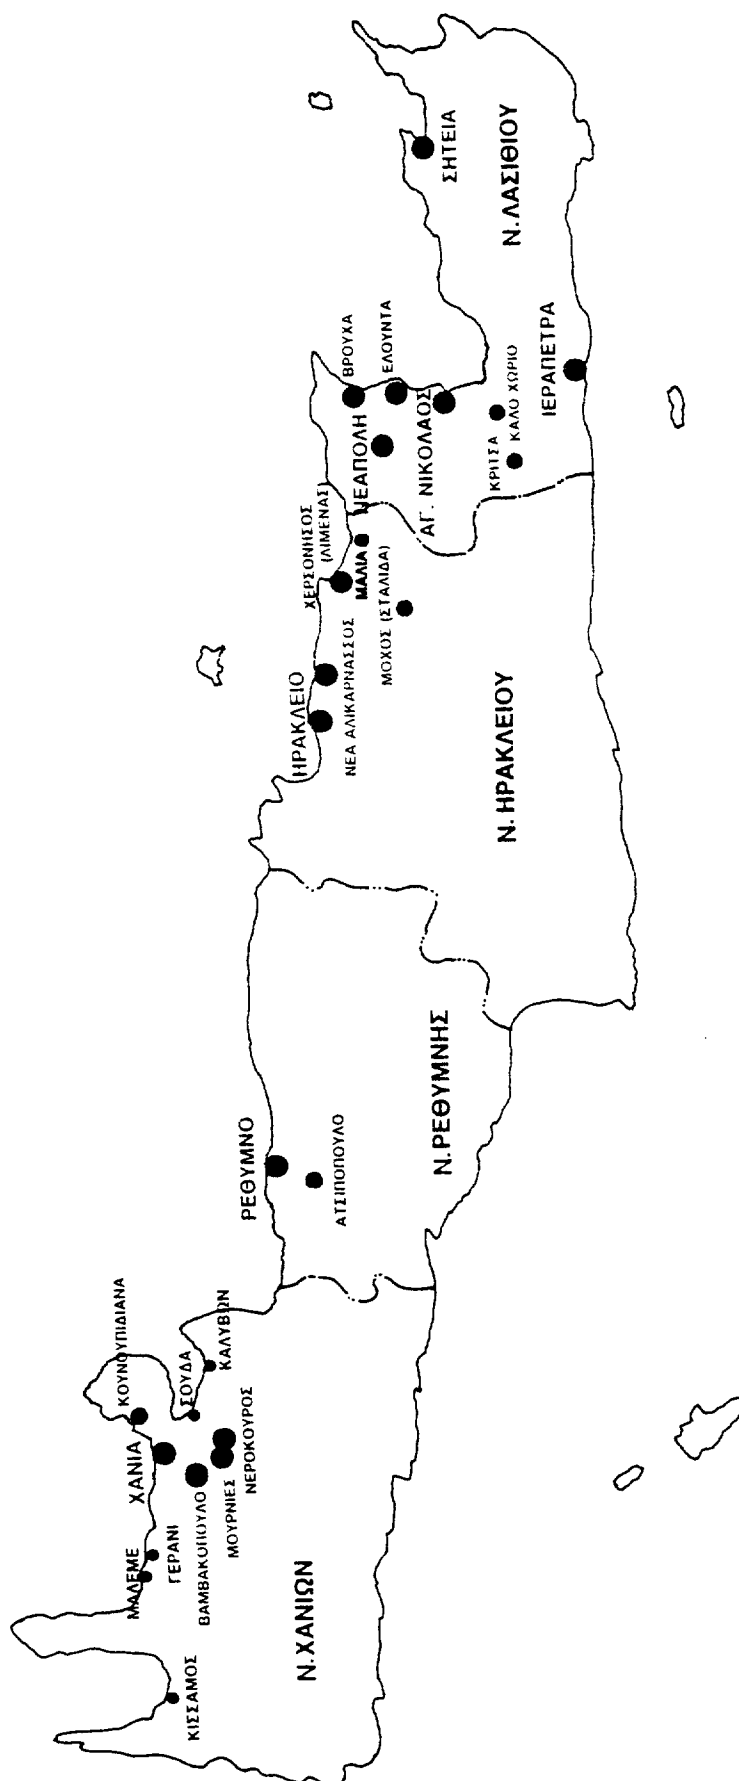 ΚΙΣΣΑΜΟΣ
ΜΑΛΕΜΕ
ΓΕΡΑΝΙ
ΒΑΜΒΑΚΟΠΟΥΛΟ
ΜΟΥΡΝΙΕΣ
ΝΕΡΟΚΟΥΡΟΣ
ΧΑΝΙΑ
ΚΟΥΝΟΥΠΙΔΙΑΝΑ
ΣΟΥΔΑ
ΚΑΛΥΒΩΝ
Ν. ΧΑΝΙΩΝ
ΡΕΘΥΜΝΟ
ΑΤΣΙΠΟΠΟΥΛΟ
Ν. ΡΕΘΥΜΝΗΣ
ΗΡΑΚΛΕΙΟ
ΝΕΑ ΑΛΙΚΑΡΝΑΣΣΟΣ
ΧΕΡΣΟΝΗΣΟΣ
(ΛΙΜΕΝΑΣ)
ΜΑΛΙΑ
ΜΟΧΟΣ (ΣΤΑΛΙΔΑ)
Ν. ΗΡΑΚΛΕΙΟΥ
ΝΕΑΠΟΛΗ
ΒΡΟΥΧΑ
ΕΛΟΥΝΤΑ
ΑΓ. ΝΙΚΟΛΑΟΣ
ΚΡΙΤΣΑ
ΚΑΛΟ ΧΩΡΙΟ
ΙΕΡΑΠΕΤΡΑ
ΣΗΤΕΙΑ
Ν. ΛΑΣΙΘΙΟΥ